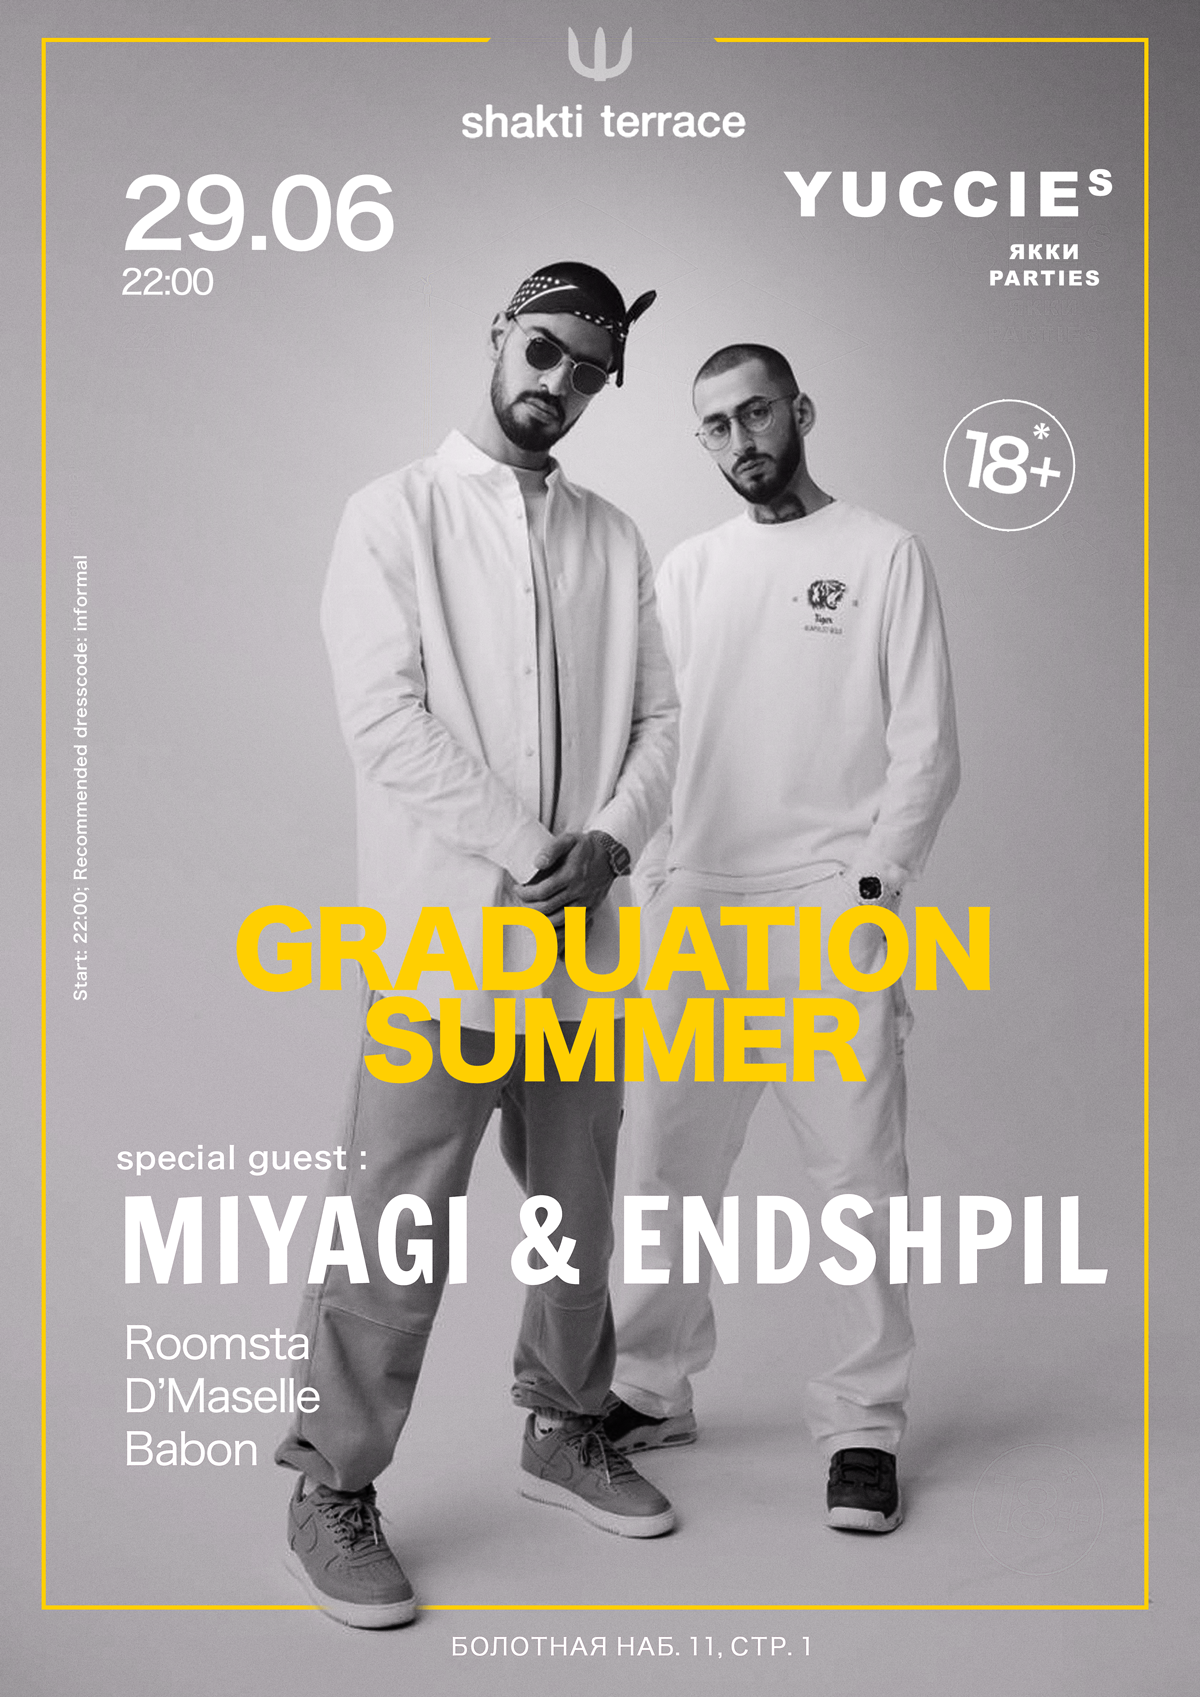 shakti terrace
29.06
22:00
YUCCIES
ЯККИ
PARTIES
18+*
Start: 22:00; Recommended dresscode: informal
Tiger
GRADUATION
SUMMER
special guest :
MIYAGI & ENDSHPIL
Roomsta
D’Maselle
Babon
БОЛОТНАЯ НАБ. 11, СТР. 1